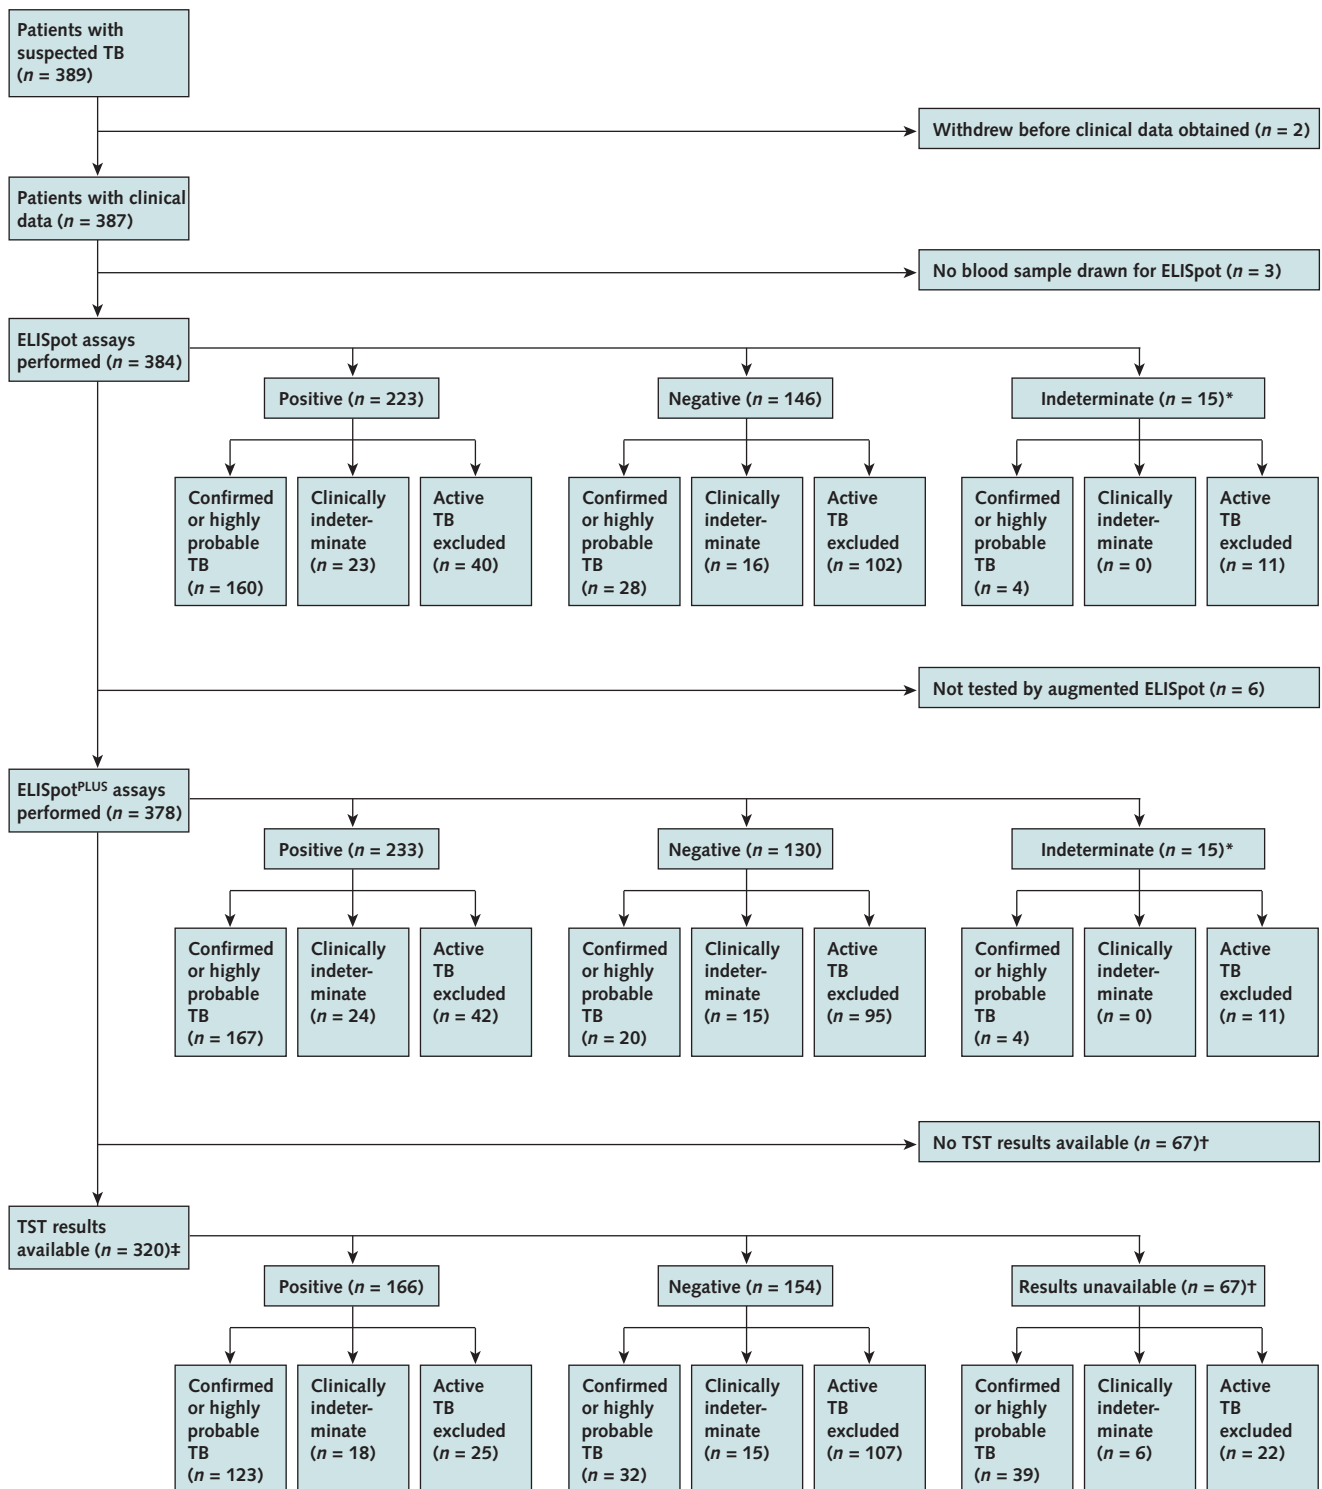 Patients with
suspected TB
(n = 389)
Withdrew before clinical data obtained (n = 2)
Patients with clinical
data (n = 387)
No blood sample drawn for ELISpot (n = 3)
ELISpot assays
performed (n = 384)
Positive (n = 223)
Negative (n = 146)
Indeterminate (n = 15)*
Confirmed
or highly
probable
TB
(n = 160)
Clinically
indeter-
minate
(n = 23)
Active
TB
excluded
(n = 40)
Confirmed
or highly
probable
TB
(n = 28)
Clinically
indeter-
minate
(n = 16)
Active
TB
excluded
(n = 102)
Confirmed
or highly
probable
TB
(n = 4)
Clinically
indeter-
minate
(n = 0)
Active
TB
excluded
(n = 11)
Not tested by augmented ELISpot (n = 6)
ELISpotPLUS assays
performed (n = 378)
Positive (n = 233)
Negative (n = 130)
Indeterminate (n = 15)*
Confirmed
or highly
probable
TB
(n = 167)
Clinically
indeter-
minate
(n = 24)
Active
TB
excluded
(n = 42)
Confirmed
or highly
probable
TB
(n = 20)
Clinically
indeter-
minate
(n = 15)
Active
TB
excluded
(n = 95)
Confirmed
or highly
probable
TB
(n = 4)
Clinically
indeter-
minate
(n = 0)
Active
TB
excluded
(n = 11)
No TST results available (n = 67)†
TST results
available (n = 320)‡
Positive (n = 166)
Negative (n = 154)
Results unavailable (n = 67)†
Confirmed
or highly
probable
TB
(n = 123)
Clinically
indeter-
minate
(n = 18)
Active
TB
excluded
(n = 25)
Confirmed
or highly
probable
TB
(n = 32)
Clinically
indeter-
minate
(n = 15)
Active
TB
excluded
(n = 107)
Confirmed
or highly
probable
TB
(n = 39)
Clinically
indeter-
minate
(n = 6)
Active
TB
excluded
(n = 22)